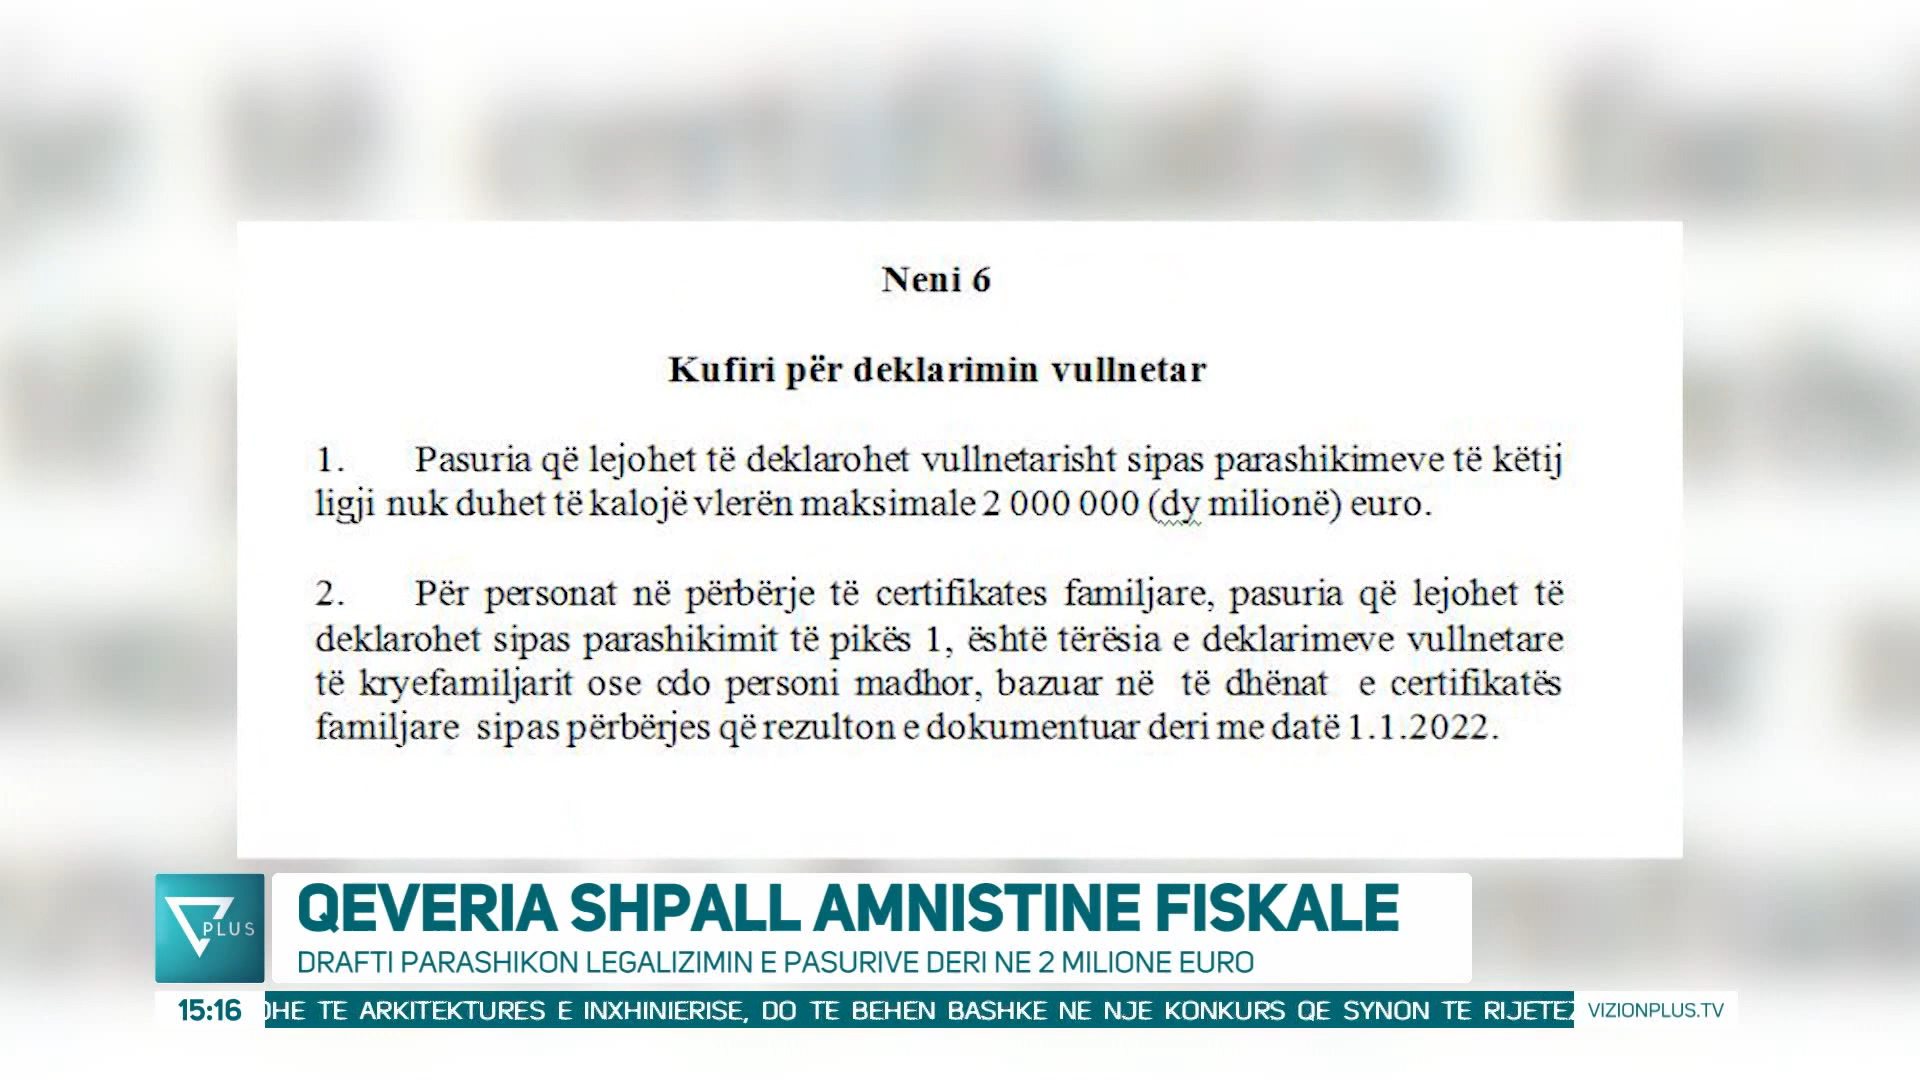 Neni 6
Kufiri për deklarimin vullnetar
1. Pasuria që lejohet të deklarohet vullnetarisht sipas parashikimeve të këtij
ligji nuk duhet të kalojë vlerën maksimale 2 000 000 (dy milionë) euro.
2. Për personat në përbërje të certifikates familjare, pasuria që lejohet të
deklarohet sipas parashikimit të pikës 1, është tërësia e deklarimeve vullnetare
të kryefamiljarit ose cdo personi madhor, bazuar në të dhënat e certifikatës
familjare sipas përbërjes që rezulton e dokumentuar deri me datë 1.1.2022.
PLUS
QEVERIA SHPALL AMNISTINE FISKALE
DRAFTI PARASHIKON LEGALIZIMIN E PASURIVE DERI NE 2 MILIONE EURO
15:16 TE ARKITEKTURES E INXHINIERISE, DO TE BEHEN BASHKE NE NJE KONKURS QE SYNON TE VIZIONPLUS.TV